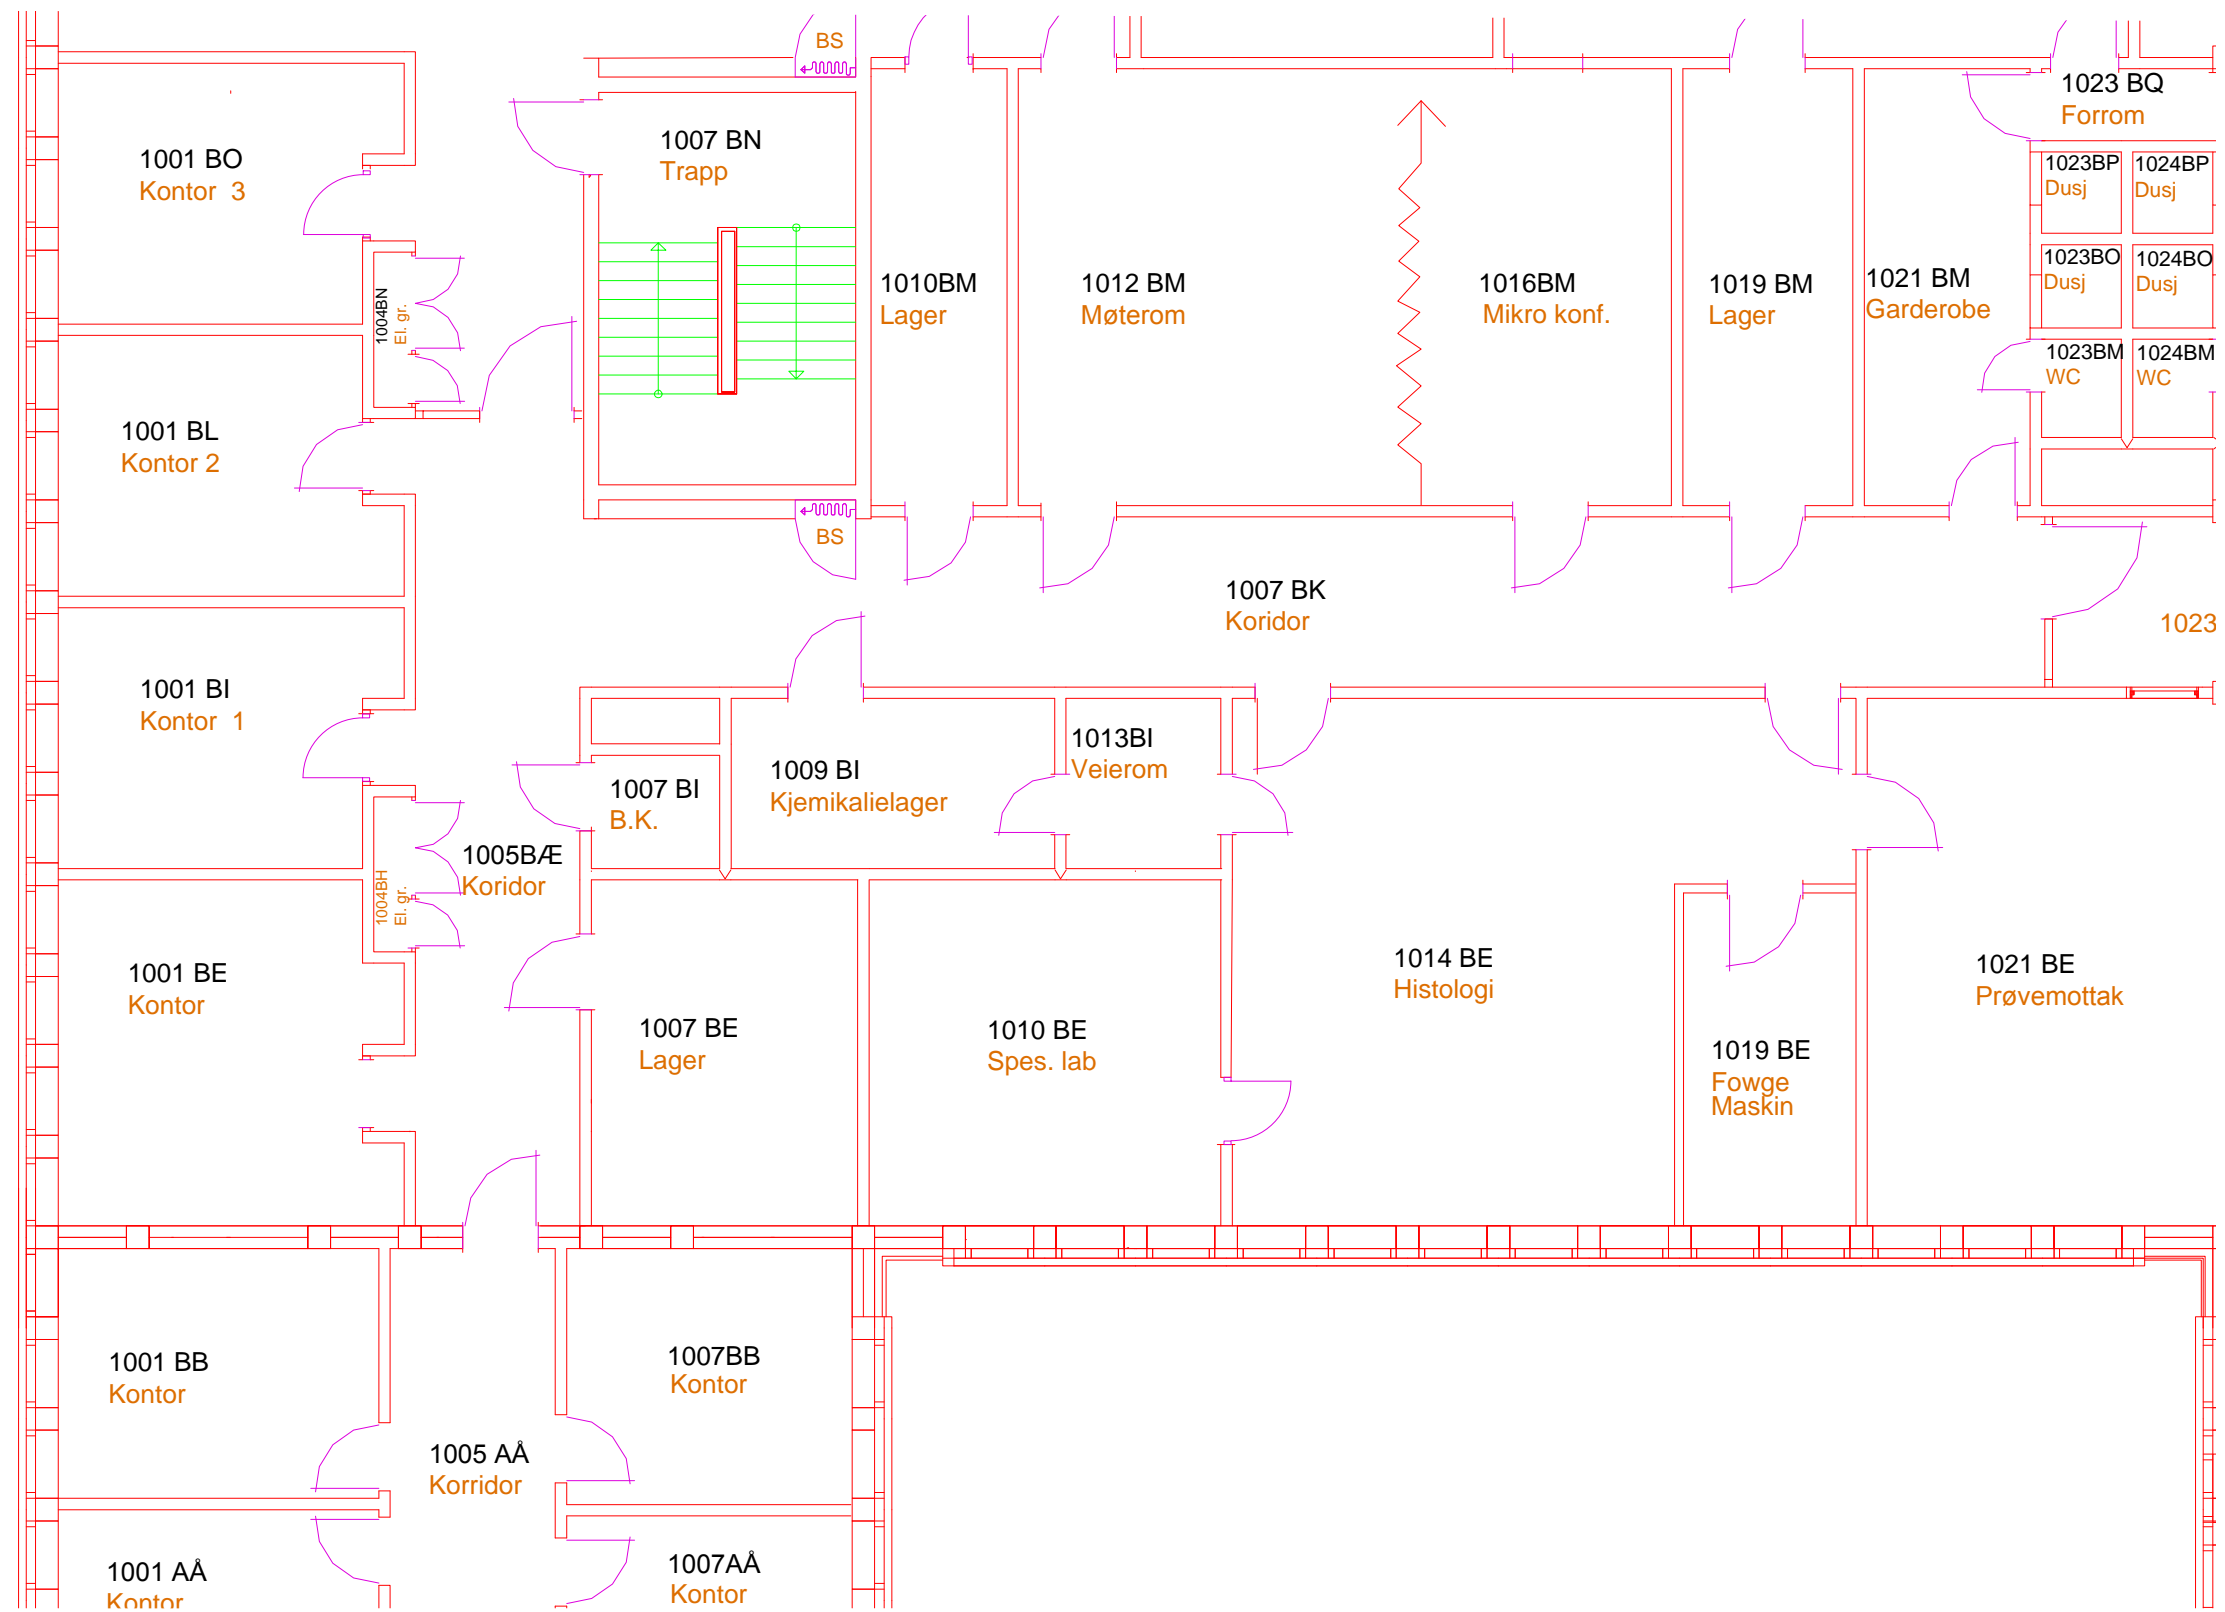 BS
1023 BQ
Forrom
1001 BO
Kontor  3
1007 BN
Trapp
1023BP
Dusj
1024BP
Dusj
1004BN
El. gr.
1010BM
Lager
1012 BM
Møterom
1016BM
Mikro konf.
1019 BM
Lager
1021 BM
Garderobe
1023BO
Dusj
1024BO
Dusj
1023BM
WC
1024BM
WC
1001 BL
Kontor 2
BS
1007 BK
Koridor
1023
1001 BI
Kontor  1
1007 BI
B.K.
1009 BI
Kjemikalielager
1013BI
Veierom
1005BÆ
Koridor
1004BH
El. gr.
1001 BE
Kontor
1007 BE
Lager
1010 BE
Spes. lab
1014 BE
Histologi
1019 BE
Fowge
Maskin
1021 BE
Prøvemottak
1001 BB
Kontor
1007BB
Kontor
1005 AÅ
Korridor
1001 AÅ
Kontor
1007AÅ
Kontor